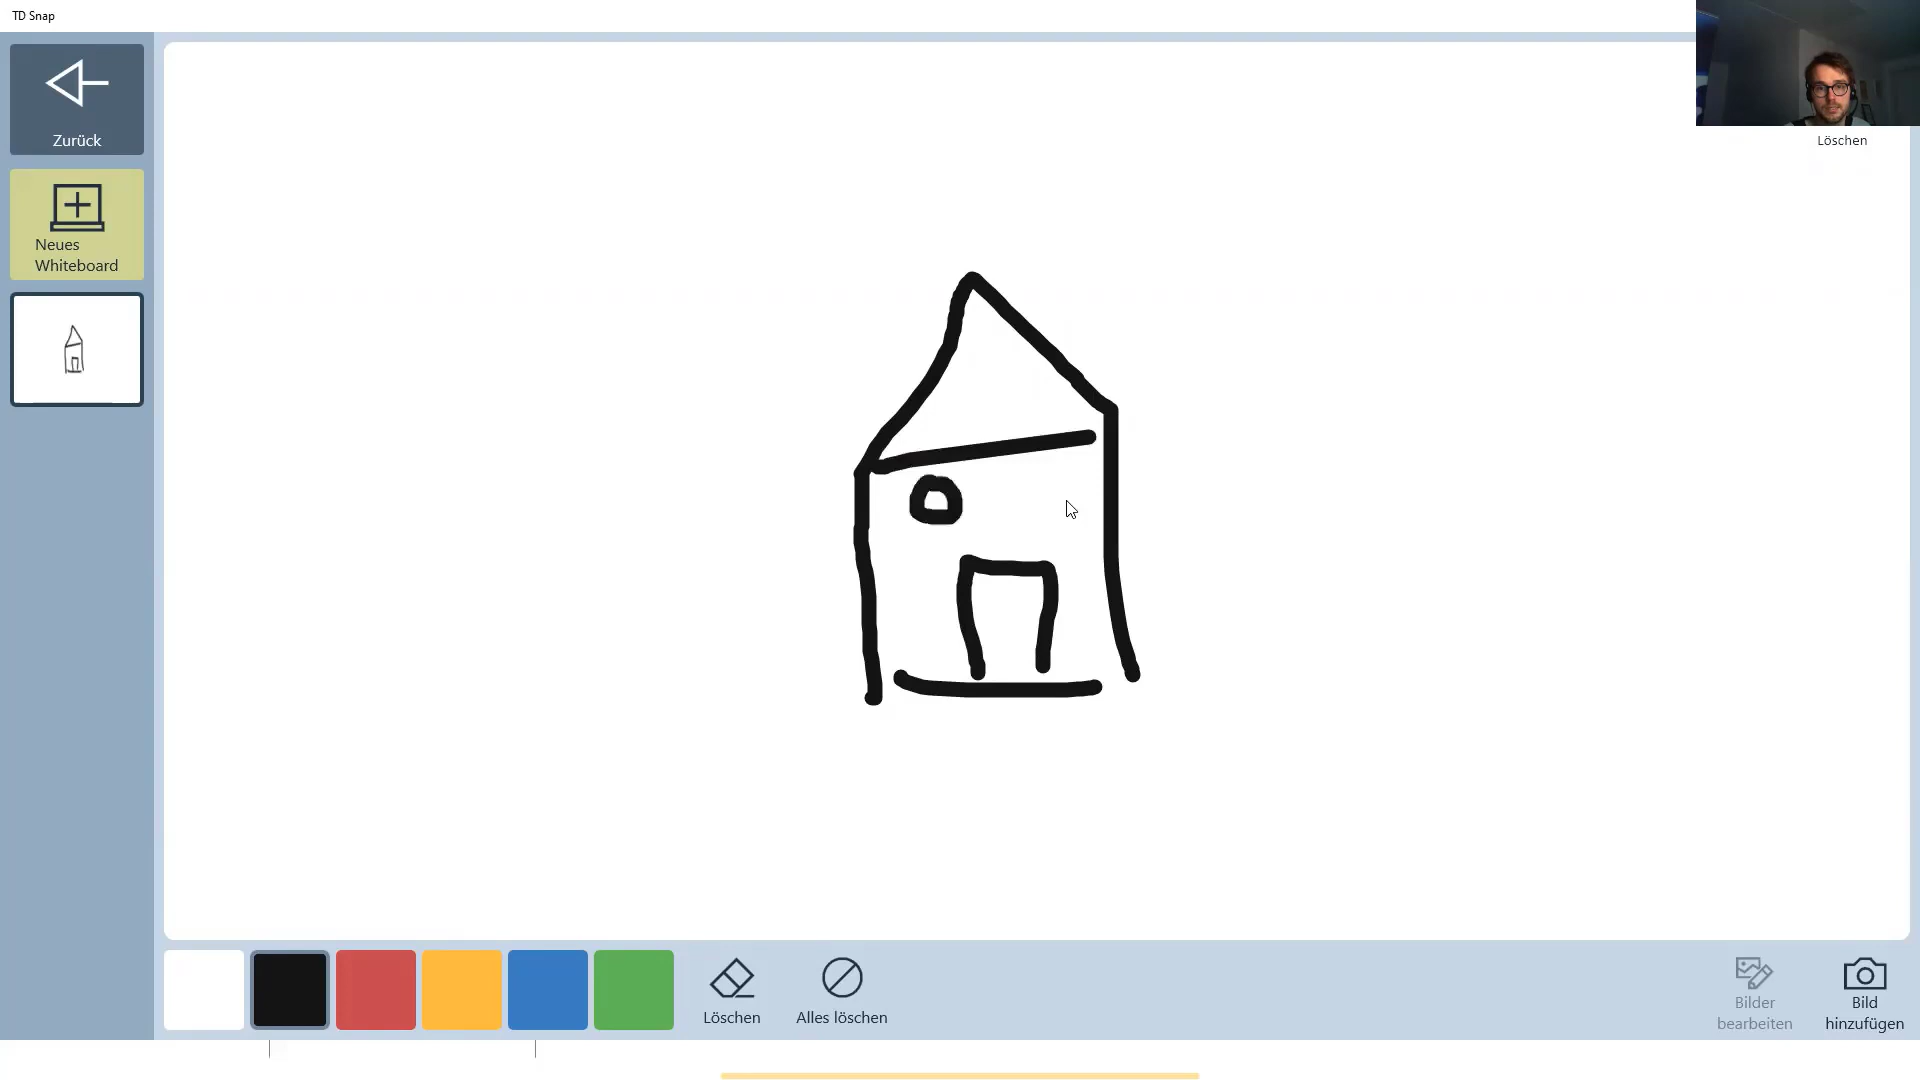 TD Snap
Zurück
Löschen
Neues
Whiteboard
Löschen
Alles löschen
Bilder
bearbeiten
Bild
hinzufügen